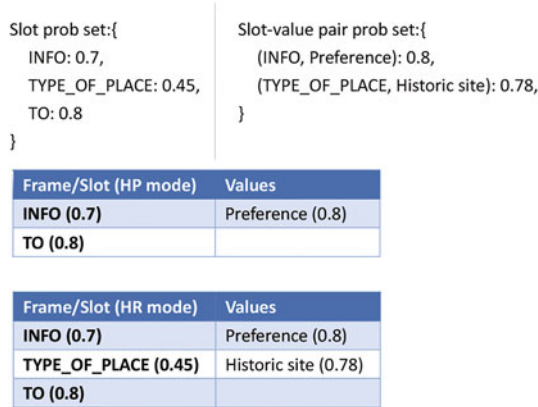 Slot prob set:{
INFO: 0.7,
TYPE_OF_PLACE: 0.45,
TO: 0.8
}
Slot-value pair prob set:{
(INFO, Preference): 0.8,
(TYPE_OF_PLACE, Historic site): 0.78,
}
Frame/Slot (HP mode) Values
INFO (0.7) Preference (0.8)
TO (0.8)
Frame/Slot (HR mode) Values
INFO (0.7) Preference (0.8)
TYPE_OF_PLACE (0.45) Historic site (0.78)
TO (0.8)